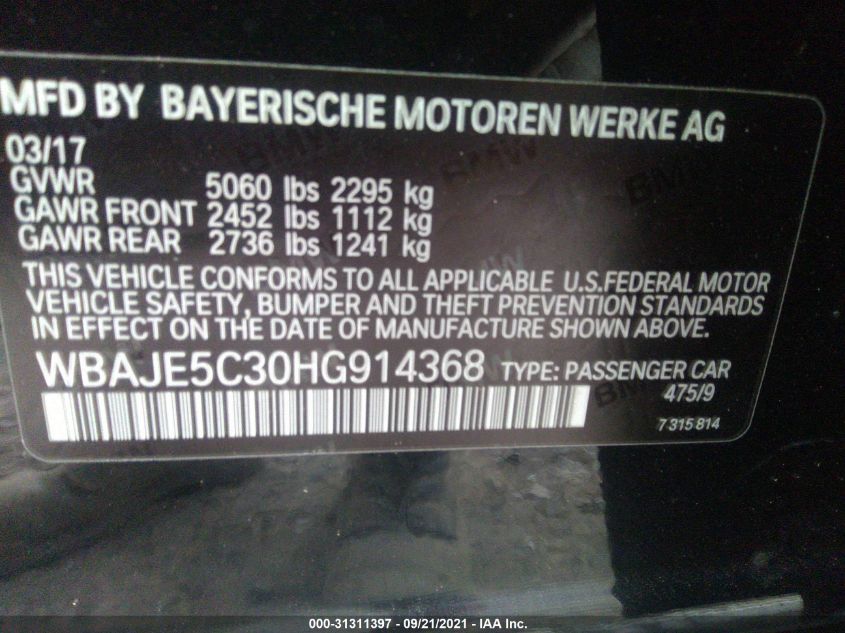 MFD BY BAYERISCHE MOTOREN WERKE AG
03/17
GVWR 5060 lbs 2295 kg
GAWR FRONT 2452 lbs 1112 kg
GAWR REAR 2736 lbs 1241 kg
THIS VEHICLE CONFORMS TO ALL APPLICABLE U.S.FEDERAL MOTOR
VEHICLE SAFETY, BUMPER AND THEFT PREVENTION STANDARDS
IN EFFECT ON THE DATE OF MANUFACTURE SHOWN ABOVE.
WBAJE5C30HG914368 TYPE: PASSENGER CAR
475/9
7 315 814
000-31311397 - 09/21/2021 - IAA Inc.